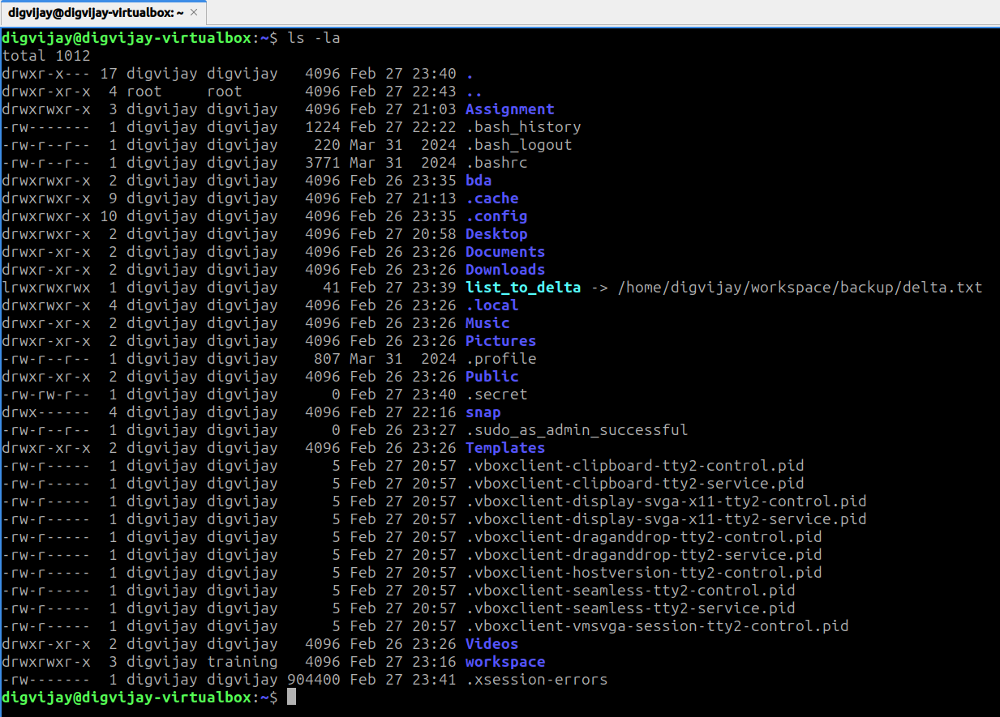 digvijay@digvijay-virtualbox: ~ ×
digvijay@digvijay-virtualbox:~$ ls -la
total 1012
drwxr-x--- 17 digvijay digvijay   4096 Feb 27 23:40 .
drwxr-xr-x  4 root     root       4096 Feb 27 22:43 ..
drwxrwxr-x  3 digvijay digvijay   4096 Feb 27 21:03 Assignment
-rw-------  1 digvijay digvijay   1224 Feb 27 22:22 .bash_history
-rw-r--r--  1 digvijay digvijay    220 Mar 31  2024 .bash_logout
-rw-r--r--  1 digvijay digvijay   3771 Mar 31  2024 .bashrc
drwxrwxr-x  2 digvijay digvijay   4096 Feb 26 23:35 bda
drwxrwxr-x  9 digvijay digvijay   4096 Feb 27 21:13 .cache
drwxrwxr-x 10 digvijay digvijay   4096 Feb 26 23:35 .config
drwxrwxr-x  2 digvijay digvijay   4096 Feb 27 20:58 Desktop
drwxr-xr-x  2 digvijay digvijay   4096 Feb 26 23:26 Documents
drwxr-xr-x  2 digvijay digvijay   4096 Feb 26 23:26 Downloads
lrwxrwxrwx  1 digvijay digvijay     41 Feb 27 23:39 list_to_delta -> /home/digvijay/workspace/backup/delta.txt
drwxrwxr-x  4 digvijay digvijay   4096 Feb 26 23:26 .local
drwxr-xr-x  2 digvijay digvijay   4096 Feb 26 23:26 Music
drwxr-xr-x  2 digvijay digvijay   4096 Feb 26 23:26 Pictures
-rw-r--r--  1 digvijay digvijay    807 Mar 31  2024 .profile
drwxr-xr-x  2 digvijay digvijay   4096 Feb 26 23:26 Public
-rw-rw-r--  1 digvijay digvijay      0 Feb 27 23:40 .secret
drwx------  4 digvijay digvijay   4096 Feb 27 22:16 snap
-rw-r--r--  1 digvijay digvijay      0 Feb 26 23:27 .sudo_as_admin_successful
drwxr-xr-x  2 digvijay digvijay   4096 Feb 26 23:26 Templates
-rw-r-----  1 digvijay digvijay      5 Feb 27 20:57 .vboxclient-clipboard-tty2-control.pid
-rw-r-----  1 digvijay digvijay      5 Feb 27 20:57 .vboxclient-clipboard-tty2-service.pid
-rw-r-----  1 digvijay digvijay      5 Feb 27 20:57 .vboxclient-display-svga-x11-tty2-control.pid
-rw-r-----  1 digvijay digvijay      5 Feb 27 20:57 .vboxclient-display-svga-x11-tty2-service.pid
-rw-r-----  1 digvijay digvijay      5 Feb 27 20:57 .vboxclient-draganddrop-tty2-control.pid
-rw-r-----  1 digvijay digvijay      5 Feb 27 20:57 .vboxclient-draganddrop-tty2-service.pid
-rw-r-----  1 digvijay digvijay      5 Feb 27 20:57 .vboxclient-hostversion-tty2-control.pid
-rw-r-----  1 digvijay digvijay      5 Feb 27 20:57 .vboxclient-seamless-tty2-control.pid
-rw-r-----  1 digvijay digvijay      5 Feb 27 20:57 .vboxclient-seamless-tty2-service.pid
-rw-r-----  1 digvijay digvijay      5 Feb 27 20:57 .vboxclient-vmsvga-session-tty2-control.pid
drwxr-xr-x  2 digvijay digvijay   4096 Feb 26 23:26 Videos
drwxrwxr-x  3 digvijay training   4096 Feb 27 23:16 workspace
-rw-------  1 digvijay digvijay 904400 Feb 27 23:41 .xsession-errors
digvijay@digvijay-virtualbox:~$